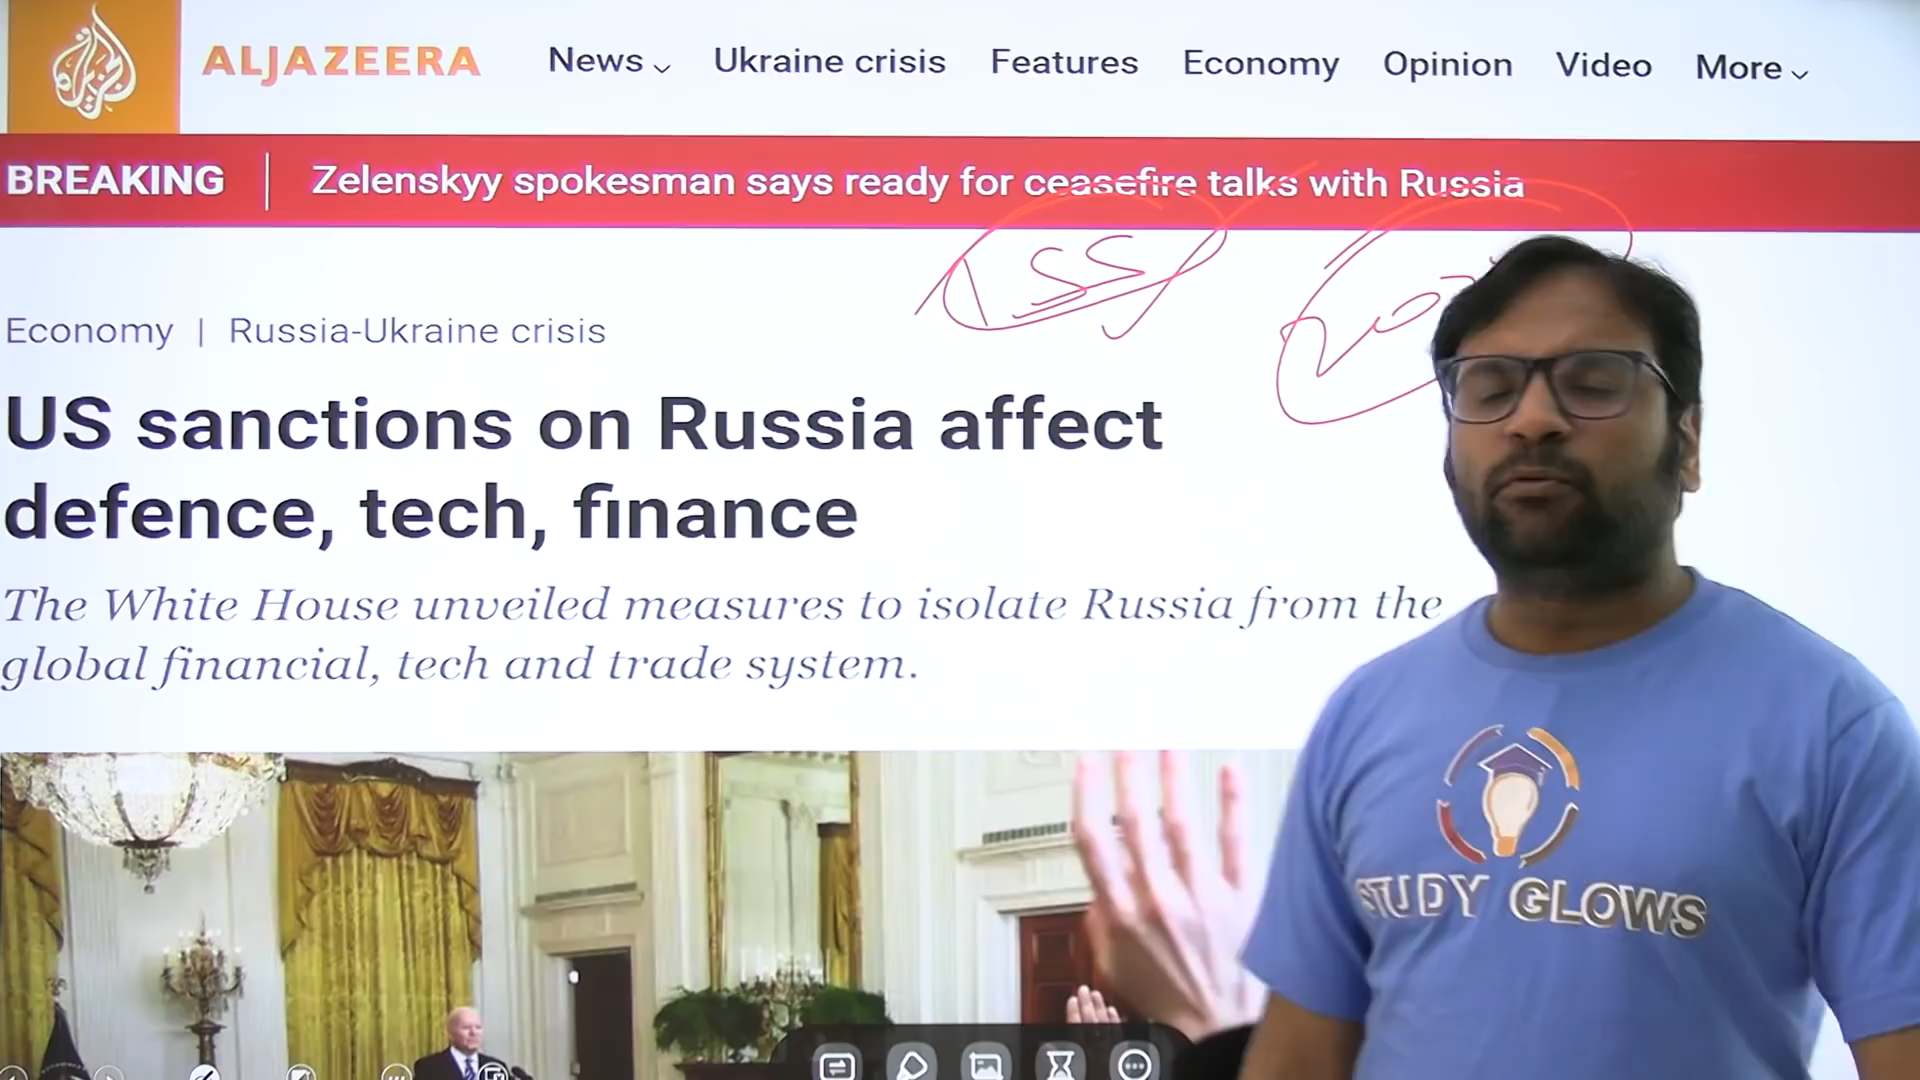 الجزيرة
ALJAZEERA
News
Ukraine crisis
Features
Economy
Opinion
Video
More
BREAKING
Zelenskyy spokesman says ready for ceasefire talks with Russia
ISS
Economy | Russia-Ukraine crisis
US sanctions on Russia affect
defence, tech, finance
The White House unveiled measures to isolate Russia from the
global financial, tech and trade system.
STUDY GLOWS